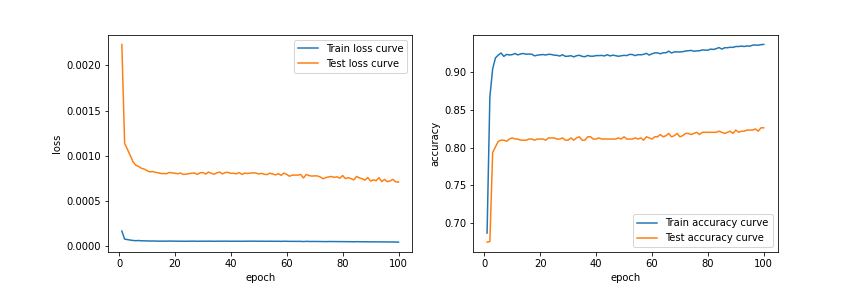 Train loss curve
Test loss curve
0.0020
0.0015
0.0010
0.0005
0.0000
loss
0 20 40 60 80 100
epoch
0.90
0.85
0.80
0.75
0.70
accuracy
Train accuracy curve
Test accuracy curve
0 20 40 60 80 100
epoch